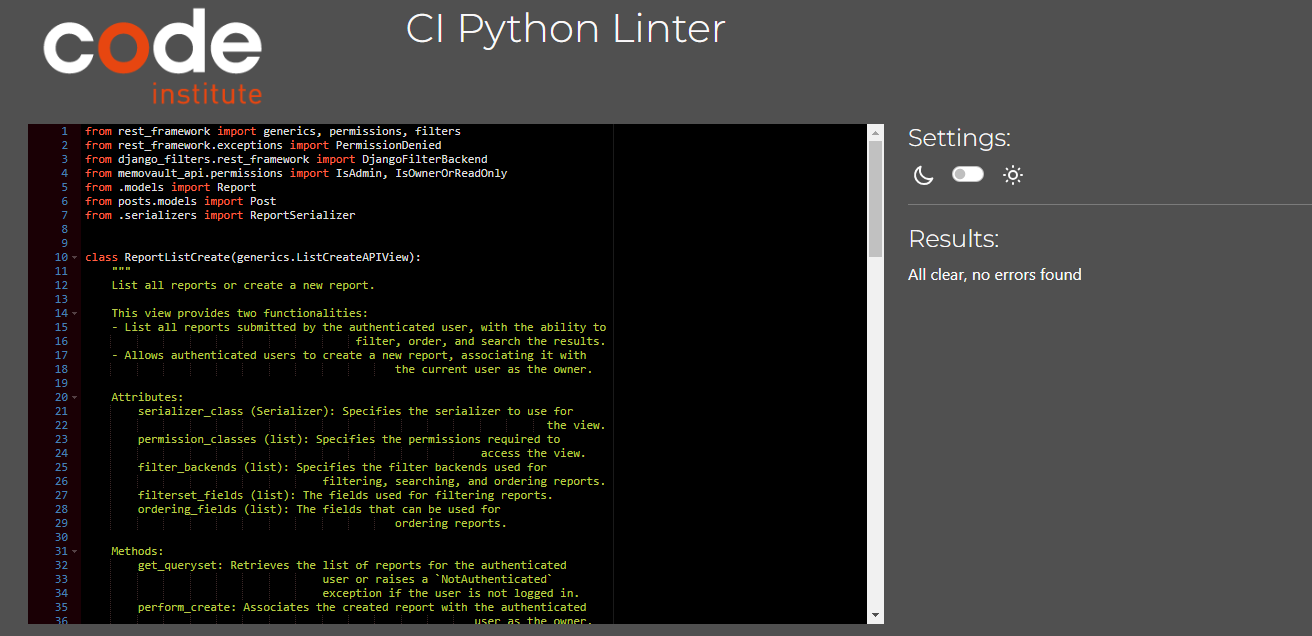 code
institute
CI Python Linter
1 from rest_framework import generics, permissions, filters
2 from rest_framework.exceptions import PermissionDenied
3 from django_filters.rest_framework import DjangoFilterBackend
4 from memovault_api.permissions import IsAdmin, IsOwnerOrReadOnly
5 from .models import Report
6 from posts.models import Post
7 from .serializers import ReportSerializer
8
9
10 class ReportListCreate(generics.ListCreateAPIView):
11 """
12 List all reports or create a new report.
13
14 This view provides two functionalities:
15 - List all reports submitted by the authenticated user, with the ability to
16 filter, order, and search the results.
17 - Allows authenticated users to create a new report, associating it with
18 the current user as the owner.
19
20 Attributes:
21 serializer_class (Serializer): Specifies the serializer to use for
22 the view.
23 permission_classes (list): Specifies the permissions required to
24 access the view.
25 filter_backends (list): Specifies the filter backends used for
26 filtering, searching, and ordering reports.
27 filterset_fields (list): The fields used for filtering reports.
28 ordering_fields (list): The fields that can be used for
29 ordering reports.
30
31 Methods:
32 get_queryset: Retrieves the list of reports for the authenticated
33 user or raises a `NotAuthenticated`
34 exception if the user is not logged in.
35 perform_create: Associates the created report with the authenticated
36 user as the owner.
Settings:
Results:
All clear, no errors found